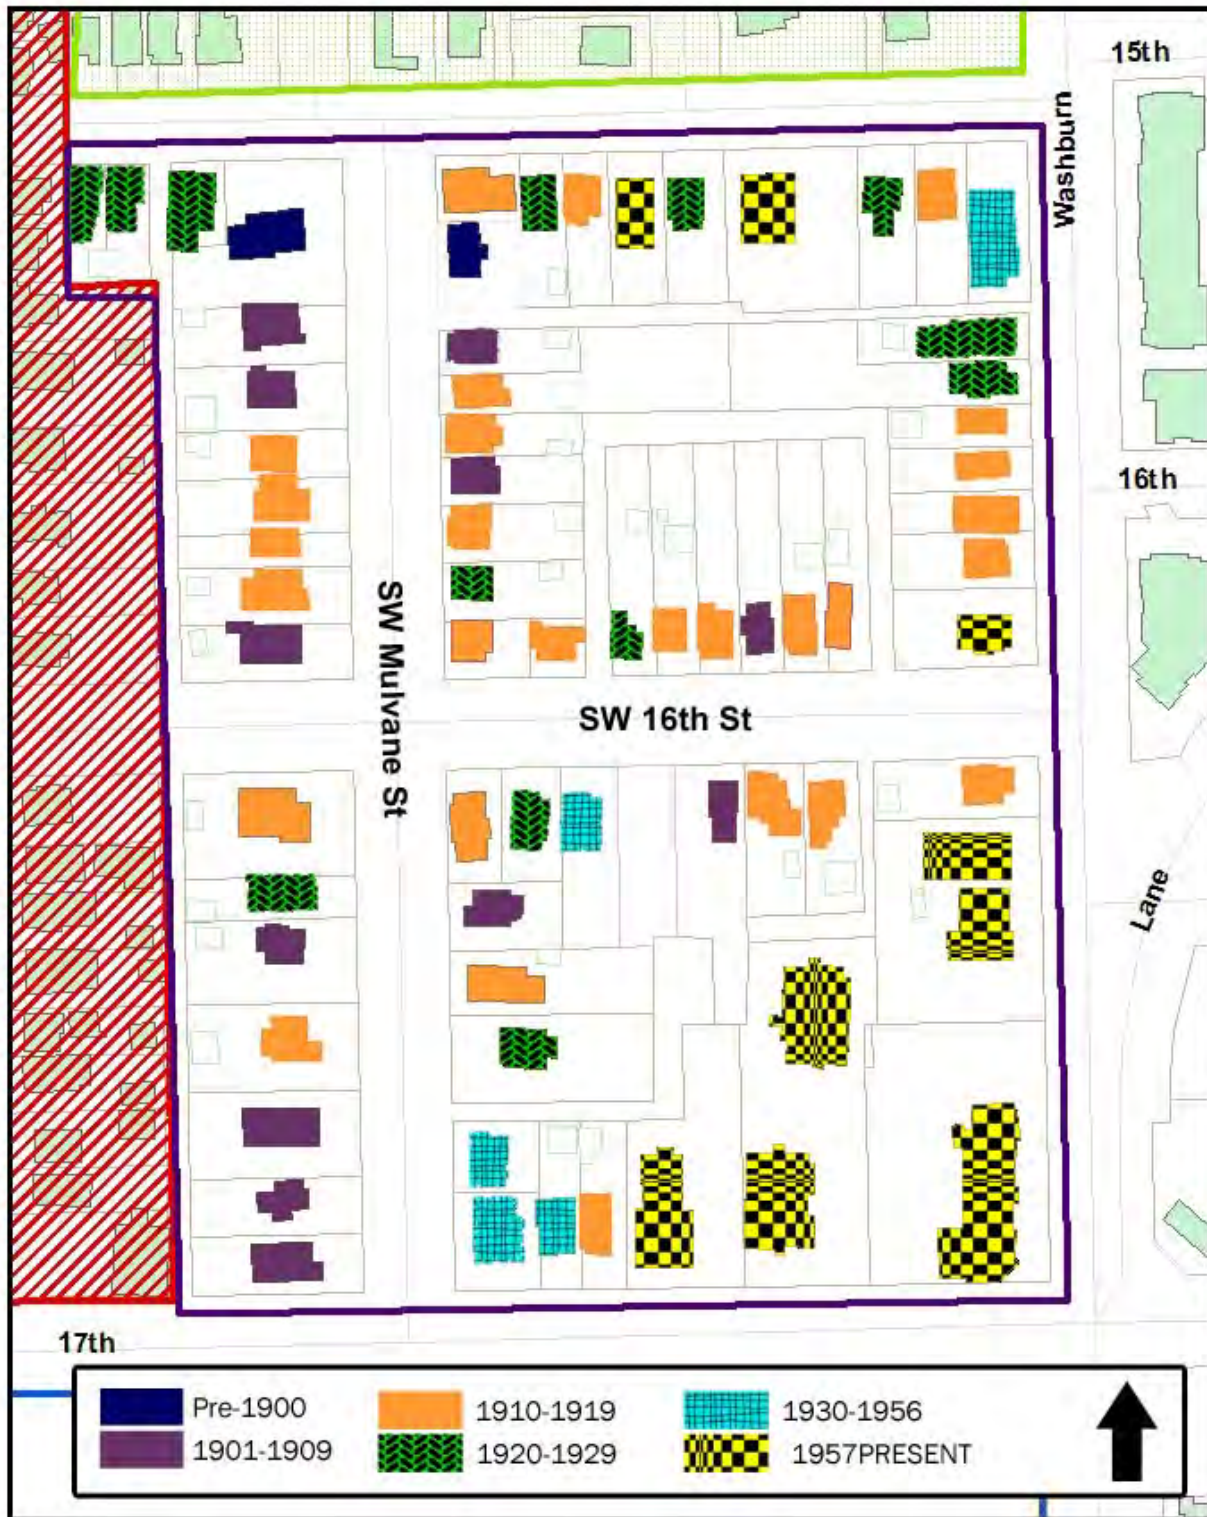 15th
Washburn
16th
SW Mulvane St
SW 16th St
Lane
17th
Pre-1900
1910-1919
1930-1956
1901-1909
1920-1929
1957PRESENT